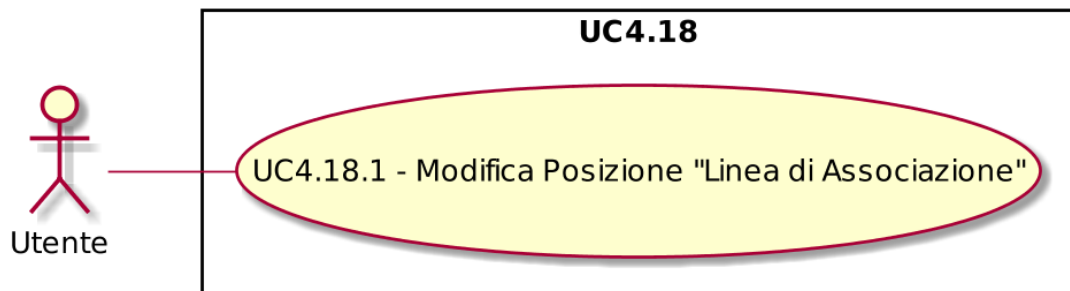 UC4.18
UC4.18.1 - Modifica Posizione "Linea di Associazione"
Utente